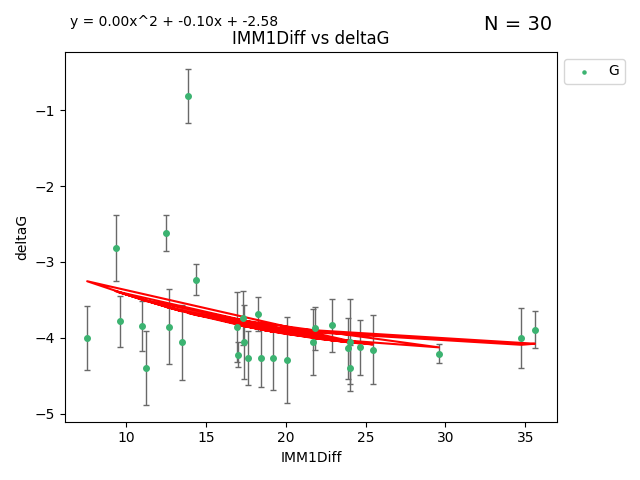 y = 0.00x^2 + -0.10x + -2.58
N = 30
IMM1Diff vs deltaG
G
−1
−2
−3
−4
−5
deltaG
10 15 20 25 30 35
IMM1Diff